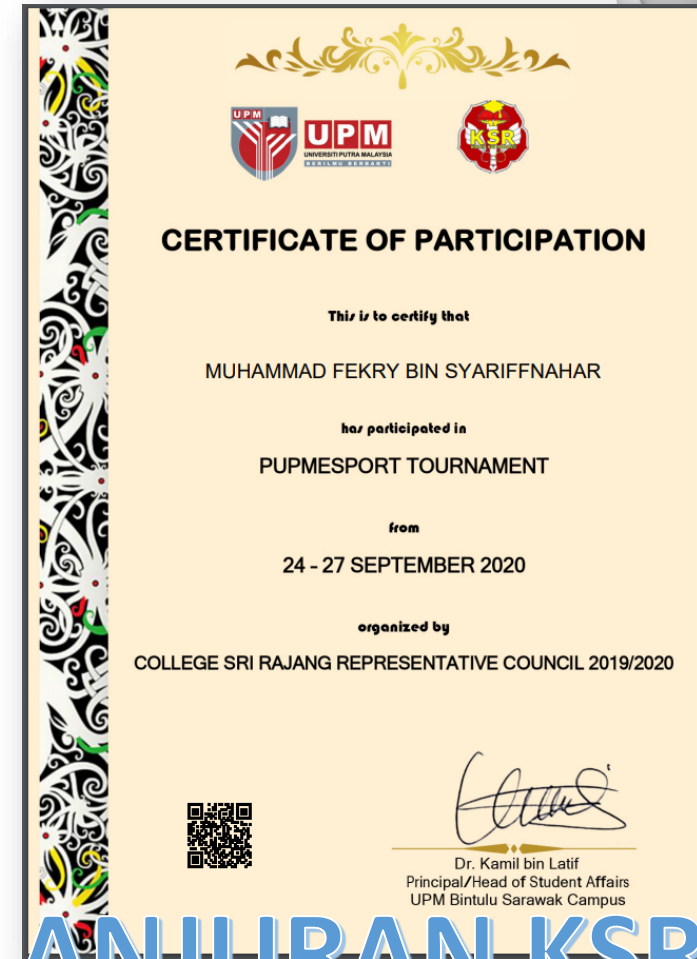 UPM
UPM
UNIVERSITI PUTRA MALAYSIA
BERILMU BERBAKTI
KSR
CERTIFICATE OF PARTICIPATION
This is to certify that
MUHAMMAD FEKRY BIN SYARIFFNAHAR
has participated in
PUPMESPORT TOURNAMENT
from
24 - 27 SEPTEMBER 2020
organized by
COLLEGE SRI RAJANG REPRESENTATIVE COUNCIL 2019/2020
Dr. Kamil bin Latif
Principal/Head of Student Affairs
UPM Bintulu Sarawak Campus
ANJURAN KSR